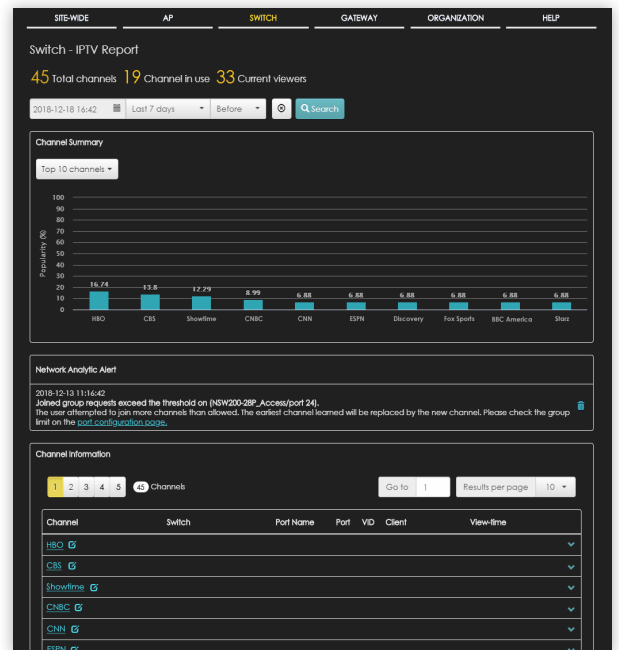 SITE-WIDE AP SWITCH GATEWAY ORGANIZATION HELP
Switch - IPTV Report
45 Total channels 19 Channel in use 33 Current viewers
2018-12-18 16:42 Last 7 days Before Search
Channel Summary
Top 10 channels
100
90
80
70
60
50
40
30
20
10
0
Popularity (%)
16.74 13.8 12.29 8.99 6.88 6.88 6.88 6.88 6.88 6.88
HBO CBS Showtime CNBC CNN ESPN Discovery Fox Sports BBC America Starz
Network Analytic Alert
2018-12-13 11:16:42
Joined group requests exceed the threshold on (NSW200-28P_Access/port 24).
The user attempted to join more channels than allowed. The earliest channel learned will be replaced by the new channel. Please check the group
limit on the port configuration page.
Channel Information
1 2 3 4 5 45 Channels Go to 1 Results per page 10
Channel Switch Port Name Port VID Client View-time
HBO
CBS
Showtime
CNBC
CNN
ESPN